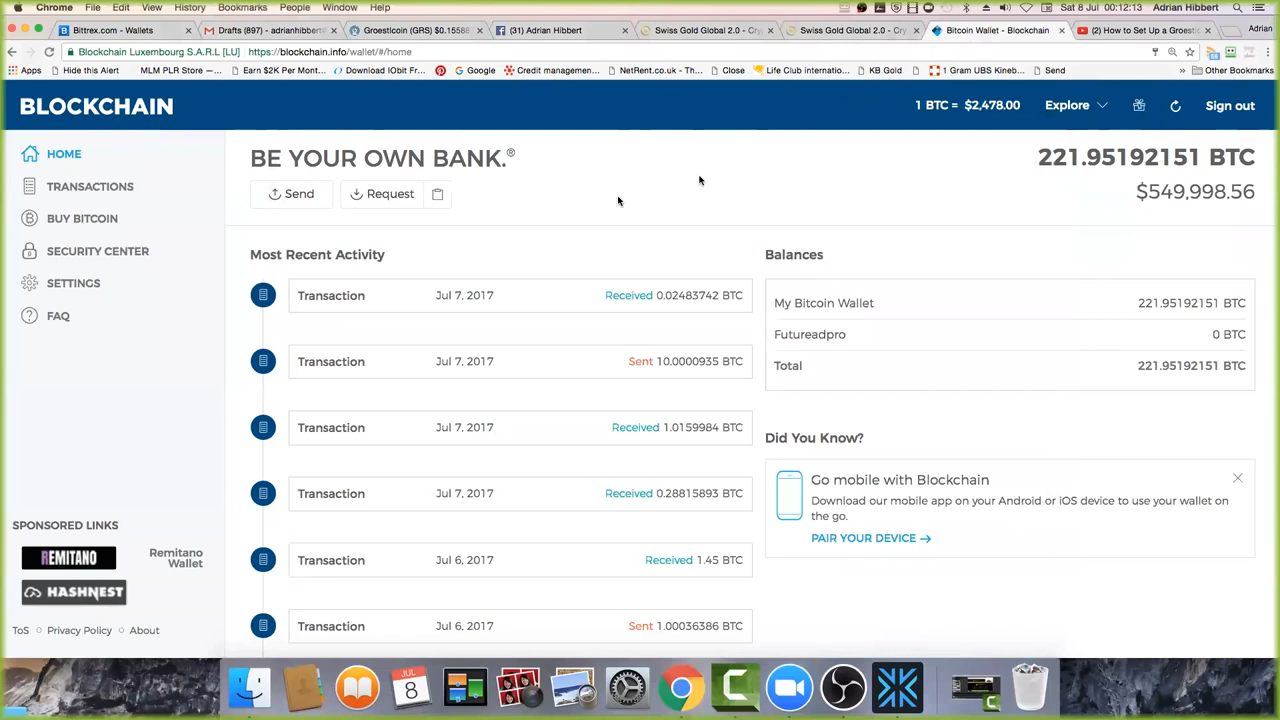 Chrome File Edit View History Bookmarks People Window Help
Sat 8 Jul 00:12:13 Adrian Hibbert
Bittrex.com - Wallets
Drafts (897) - adrianhibbert
Groestlcoin (GRS) $0.15568
(31) Adrian Hibbert
Swiss Gold Global 2.0 - Cry
Swiss Gold Global 2.0 - Cry
Bitcoin Wallet - Blockchain
(2) How to Set Up a Groestl
Adrian
Blockchain Luxembourg S.A.R.L [LU] https://blockchain.info/wallet/#/home
Apps Hide this Alert MLM PLR Store —... Earn $2K Per Mont... Download IObit Fr... Google Credit managemen... NetRent.co.uk - Th... Close Life Club internatio... KB Gold 1 Gram UBS Kineb... Send » Other Bookmarks
BLOCKCHAIN
1 BTC = $2,478.00 Explore Sign out
HOME
TRANSACTIONS
BUY BITCOIN
SECURITY CENTER
SETTINGS
FAQ
SPONSORED LINKS
REMITANO
Remitano
Wallet
HASHNEST
ToS Privacy Policy About
BE YOUR OWN BANK.®
221.95192151 BTC
$549,998.56
Send Request
Most Recent Activity
Transaction Jul 7, 2017 Received 0.02483742 BTC
Transaction Jul 7, 2017 Sent 10.0000935 BTC
Transaction Jul 7, 2017 Received 1.0159984 BTC
Transaction Jul 7, 2017 Received 0.28815893 BTC
Transaction Jul 6, 2017 Received 1.45 BTC
Transaction Jul 6, 2017 Sent 1.00036386 BTC
Balances
My Bitcoin Wallet 221.95192151 BTC
Futureadpro 0 BTC
Total 221.95192151 BTC
Did You Know?
Go mobile with Blockchain
Download our mobile app on your Android or iOS device to use your wallet on
the go.
PAIR YOUR DEVICE
JUL
8